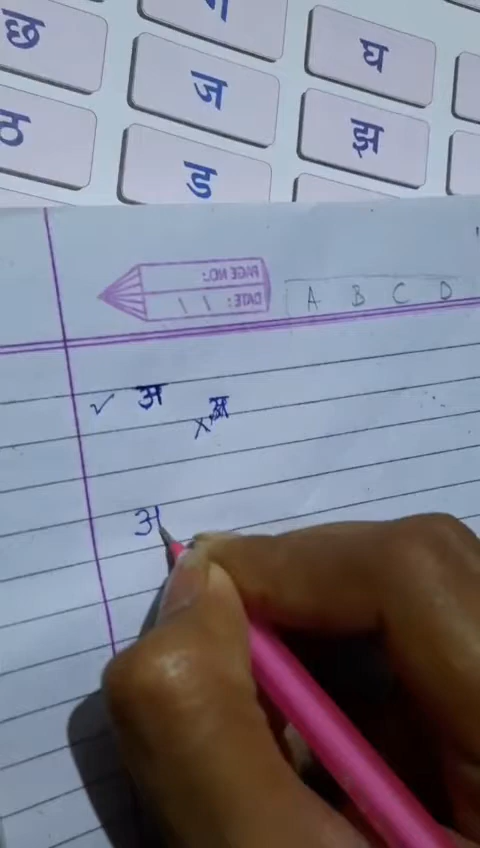 छ ज घ
ठ ड झ
PAGE NO.:
DATE:
A B C D
✓ अ × अ
अ